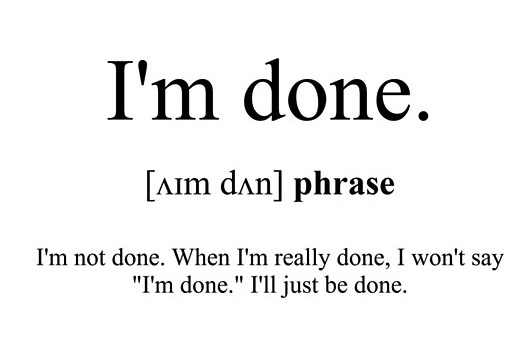 I'm done.
[ʌɪm dʌn] phrase
I'm not done. When I'm really done, I won't say
"I'm done." I'll just be done.